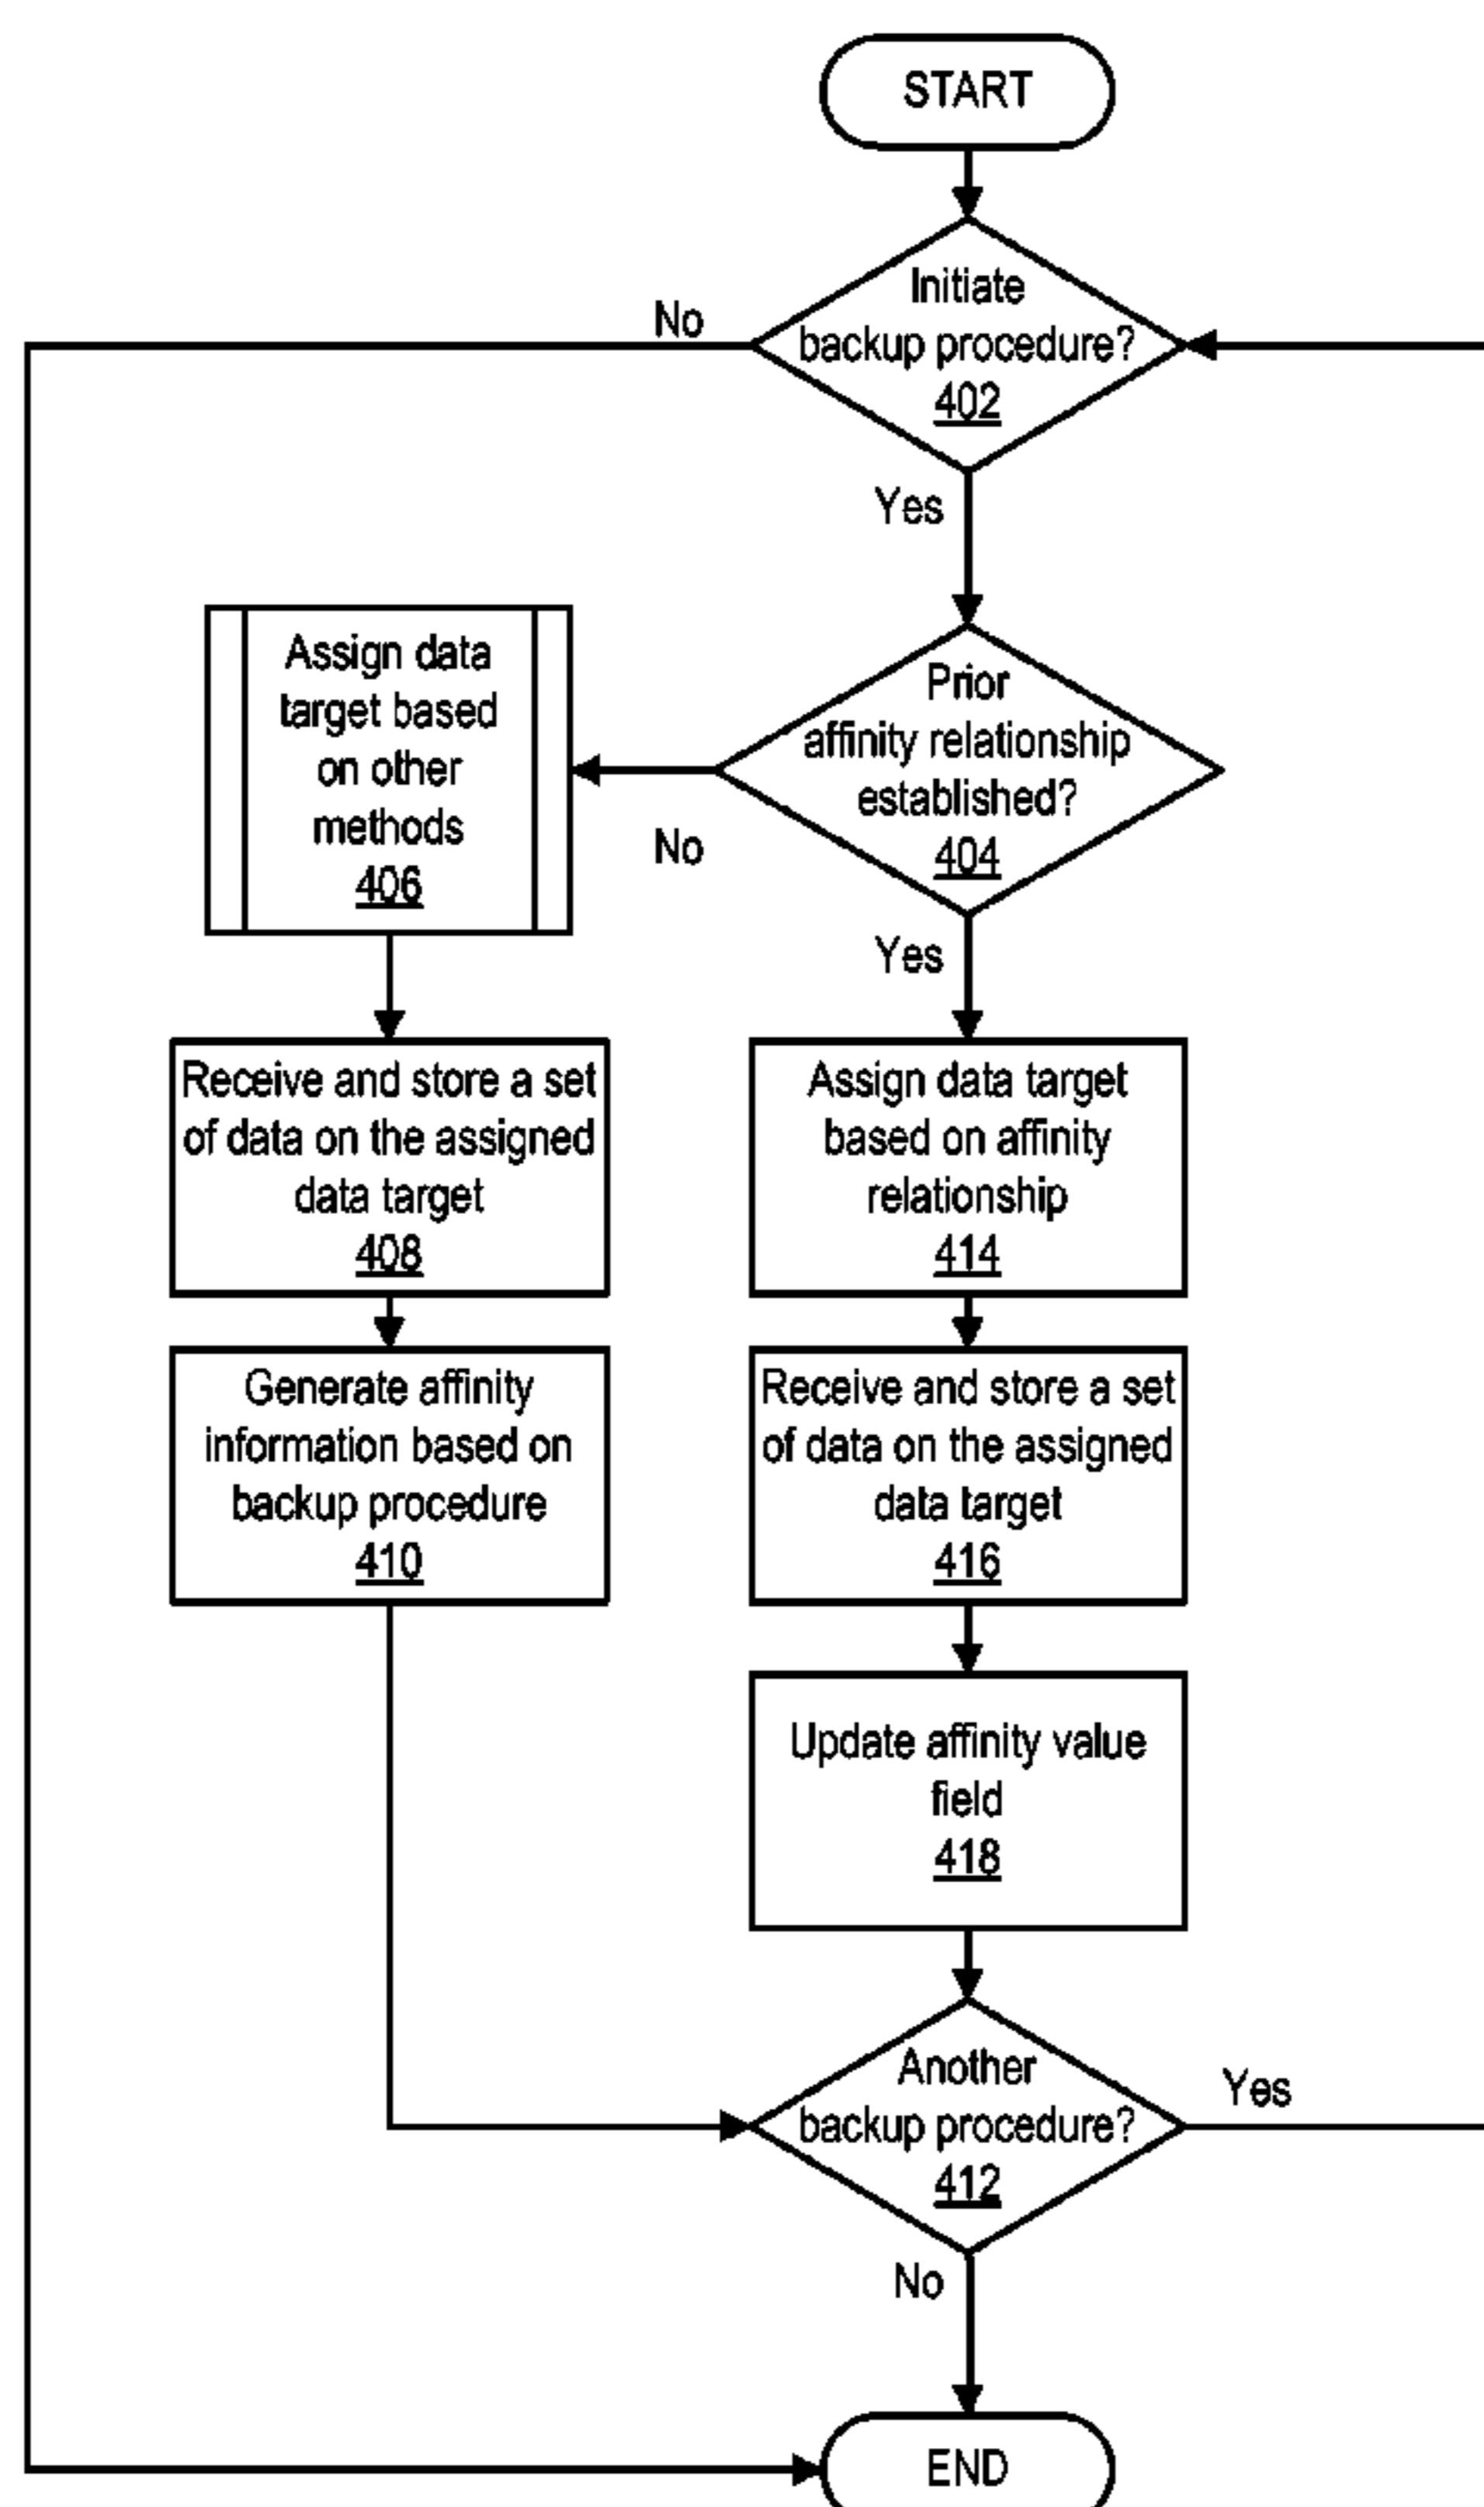 START
Initiate
backup procedure?
402
No
Yes
Prior
affinity relationship
established?
404
No
Yes
Assign data
target based
on other
methods
406
Receive and store a set
of data on the assigned
data target
408
Generate affinity
information based on
backup procedure
410
Assign data target
based on affinity
relationship
414
Receive and store a set
of data on the assigned
data target
416
Update affinity value
field
418
Another
backup procedure?
412
Yes
No
END